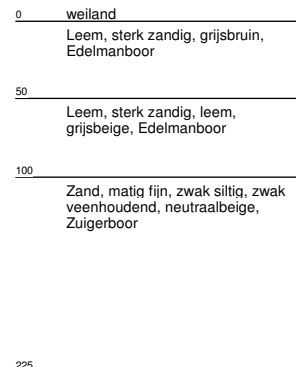 0 weiland
Leem, sterk zandig, grijsbruin,
Edelmanboor
50
Leem, sterk zandig, leem,
grijsbeige, Edelmanboor
100
Zand, matig fijn, zwak siltig, zwak
veenhoudend, neutraalbeige,
Zuigerboor
225